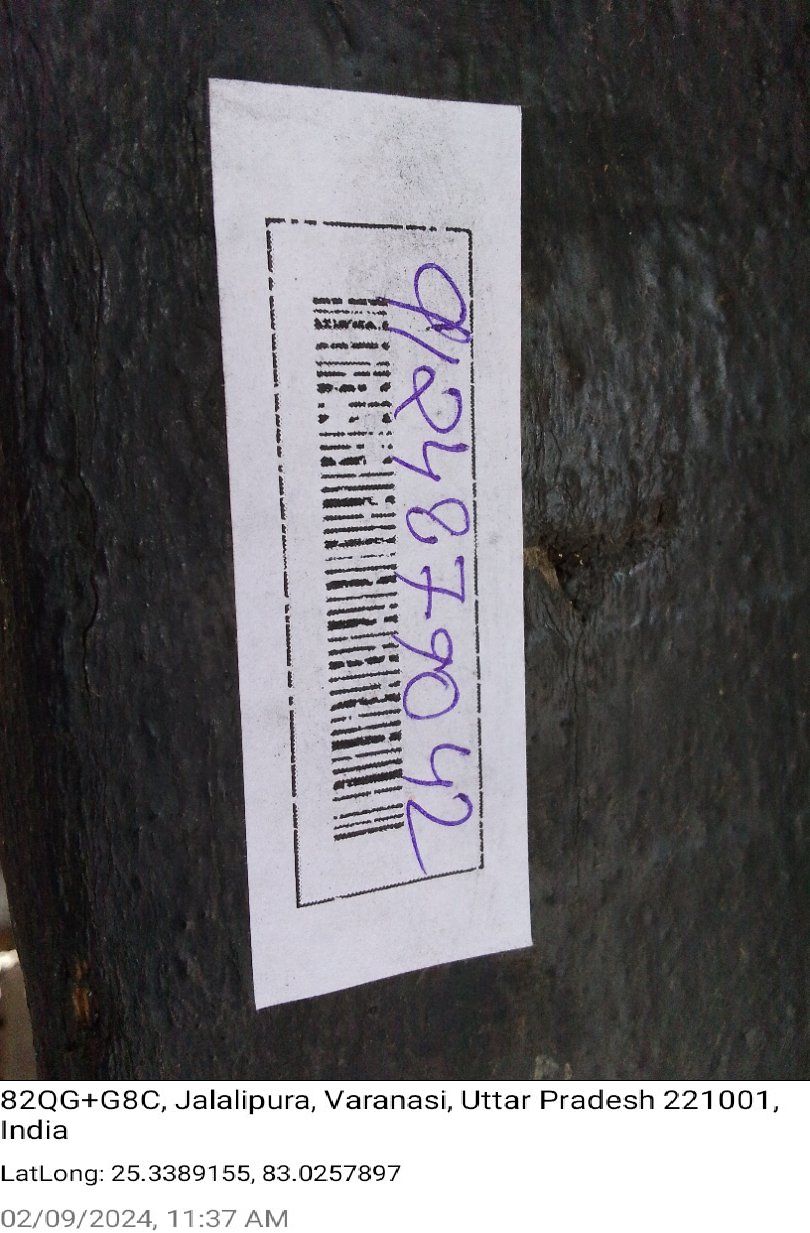 9124879042
82QG+G8C, Jalalipura, Varanasi, Uttar Pradesh 221001,
India
LatLong: 25.3389155, 83.0257897
02/09/2024, 11:37 AM